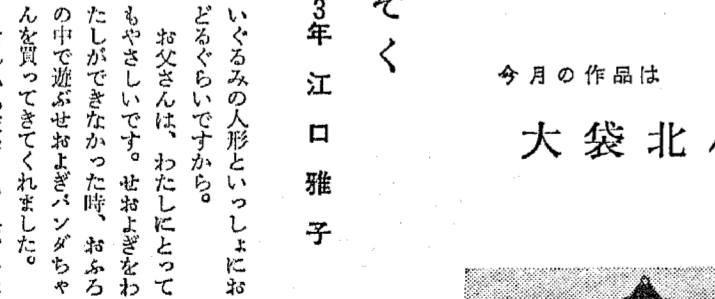 今月の作品は
大袋北
てく
3年 江口雅子
いぐるみの人形といっしょにお
どるぐらいですから。
お父さんは、わたしにとって
もやさしいです。せおよぎをわ
たしができなかった時、おふろ
の中で遊ぶせおよぎパンダちゃ
んを買ってきてくれました。